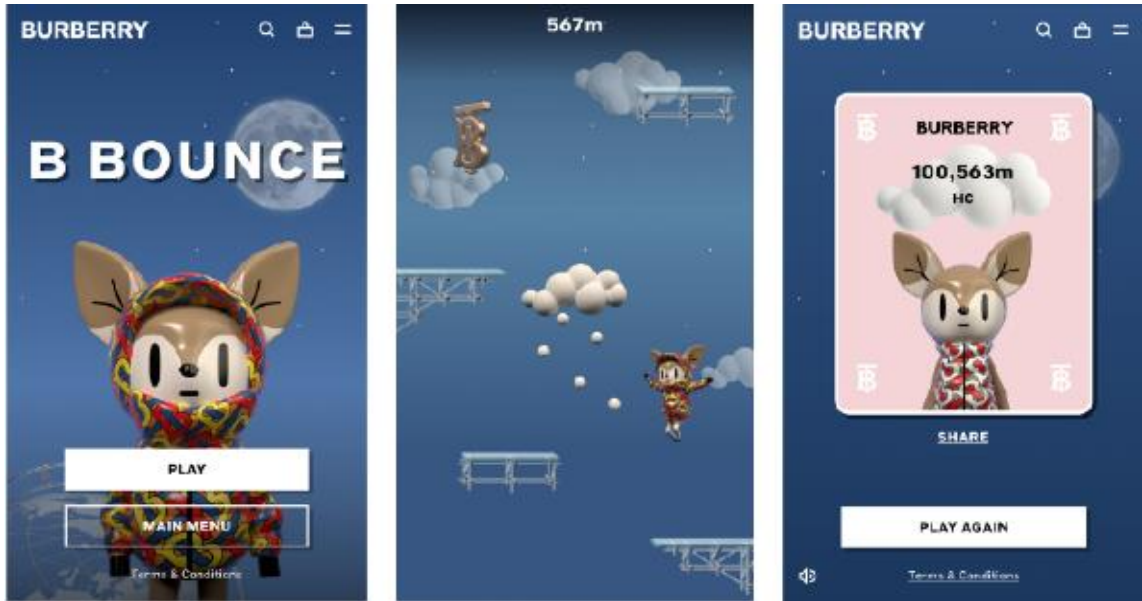 BURBERRY
B BOUNCE
PLAY
MAIN MENU
Terms & Conditions
567m
BURBERRY
BURBERRY
100,563m
HC
SHARE
PLAY AGAIN
Terms & Conditions